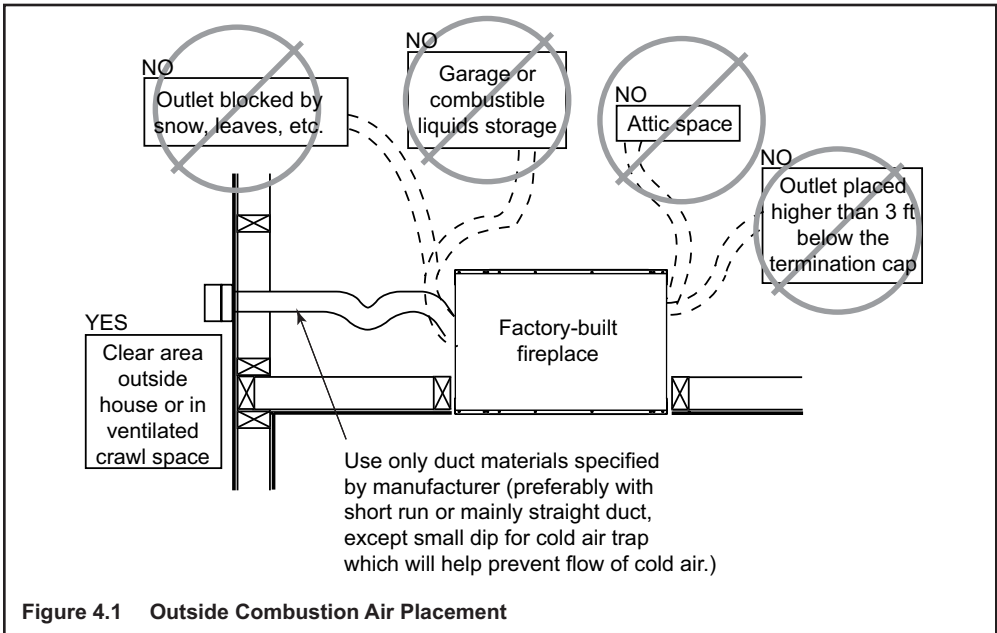 NO
Outlet blocked by
snow, leaves, etc.
NO
Garage or
combustible
liquids storage
NO
Attic space
NO
Outlet placed
higher than 3 ft
below the
termination cap
YES
Clear area
outside
house or in
ventilated
crawl space
Factory-built
fireplace
Use only duct materials specified
by manufacturer (preferably with
short run or mainly straight duct,
except small dip for cold air trap
which will help prevent flow of cold air.)
Figure 4.1 Outside Combustion Air Placement